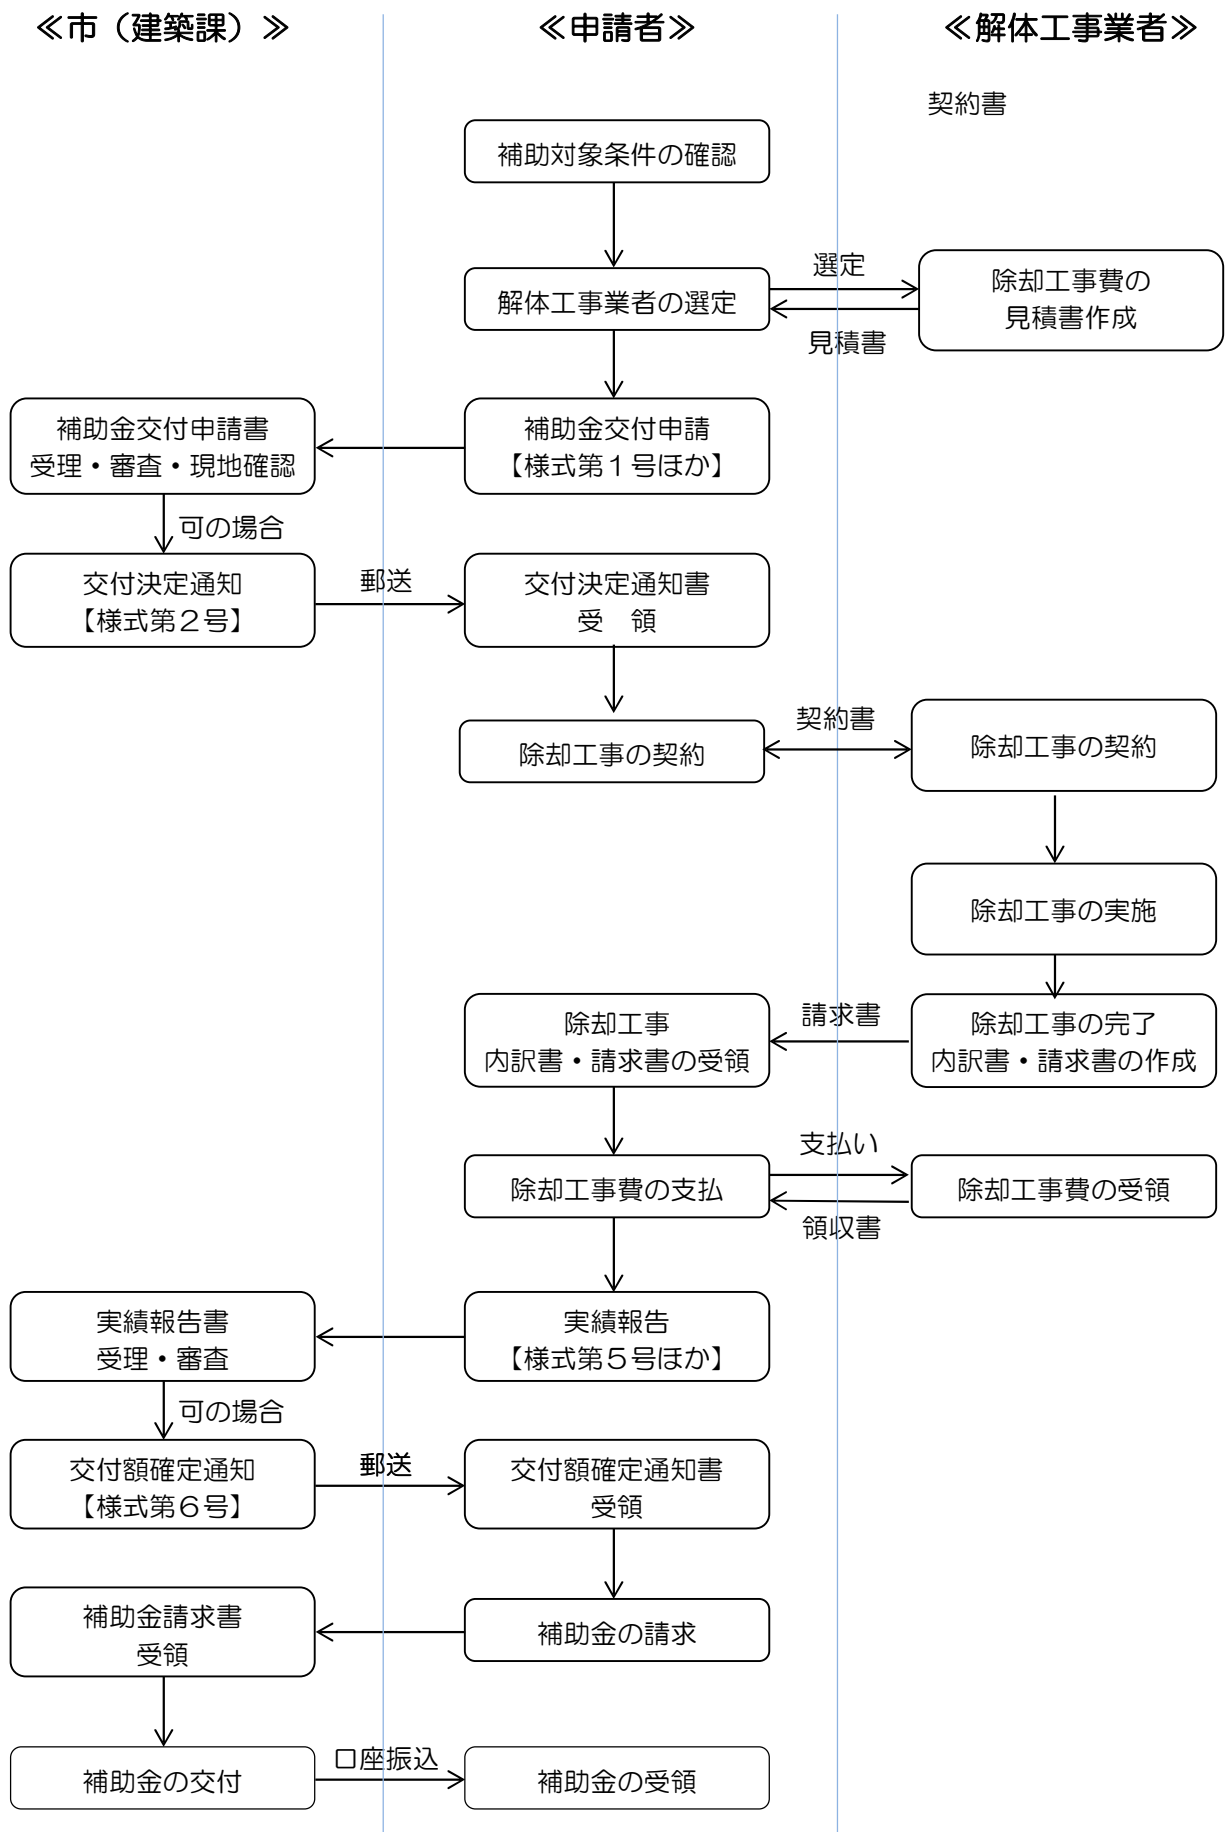 ≪市（建築課）≫
≪申請者≫
≪解体工事業者≫
契約書
補助対象条件の確認
解体工事業者の選定
選定
見積書
除却工事費の
見積書作成
補助金交付申請書
受理・審査・現地確認
補助金交付申請
【様式第１号ほか】
可の場合
交付決定通知
【様式第２号】
郵送
交付決定通知書
受　領
除却工事の契約
契約書
除却工事の契約
除却工事の実施
除却工事
内訳書・請求書の受領
請求書
除却工事の完了
内訳書・請求書の作成
除却工事費の支払
支払い
領収書
除却工事費の受領
実績報告書
受理・審査
実績報告
【様式第５号ほか】
可の場合
交付額確定通知
【様式第６号】
郵送
交付額確定通知書
受領
補助金請求書
受領
補助金の請求
補助金の交付
口座振込
補助金の受領